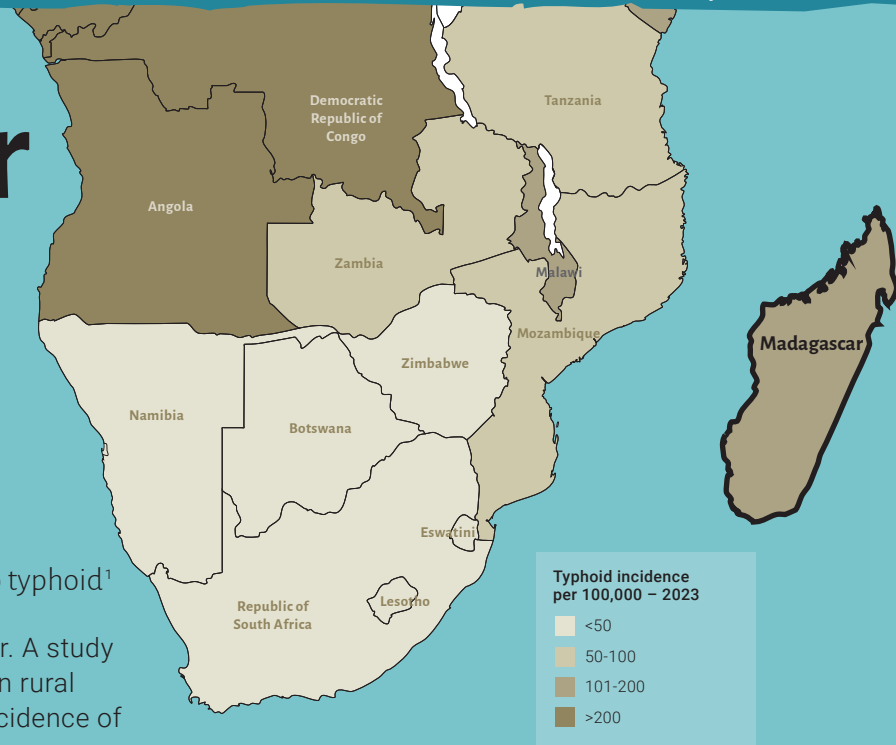 r
Democratic
Republic of
Congo
Tanzania
Angola
Zambia
Malawi
Mozambique
Madagascar
Zimbabwe
Namibia
Botswana
Eswatini
Lesotho
Republic of
South Africa
typhoid¹
r. A study
n rural
cidence of
Typhoid incidence
per 100,000 – 2023
<50
50-100
101-200
>200